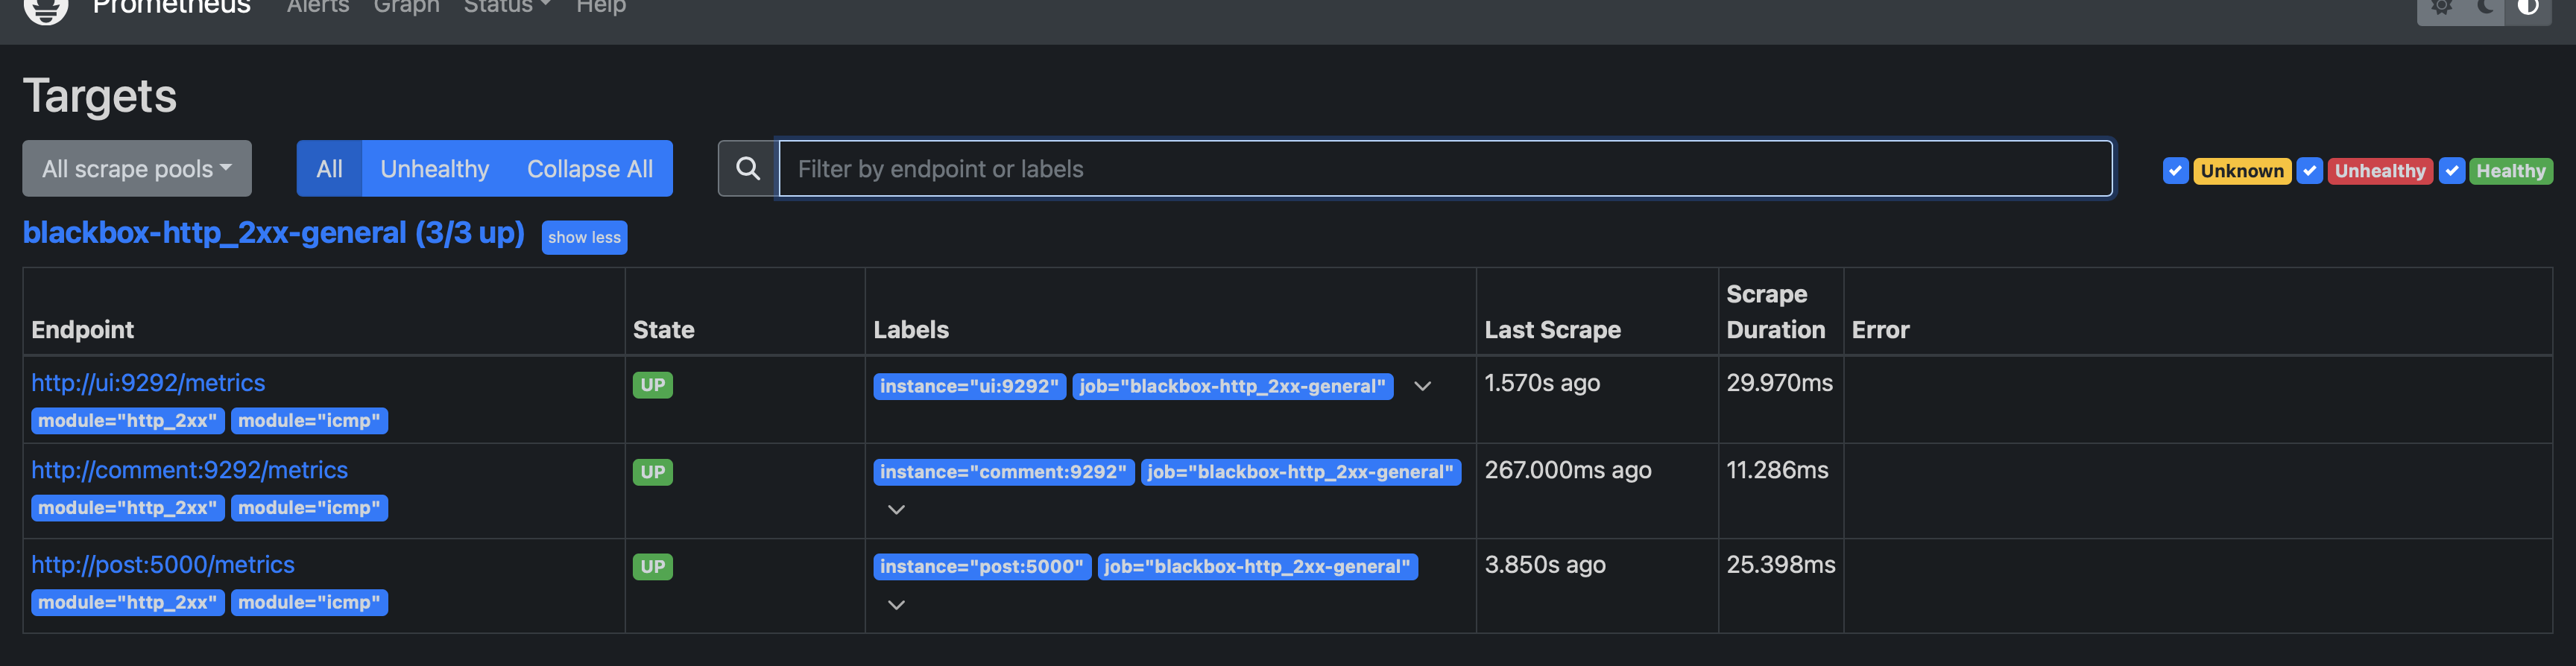 Prometheus Alerts Graph Status Help
Targets
All scrape pools All Unhealthy Collapse All Filter by endpoint or labels Unknown Unhealthy Healthy
blackbox-http_2xx-general (3/3 up) show less
Endpoint State Labels Last Scrape Scrape Duration Error
http://ui:9292/metrics UP instance="ui:9292" job="blackbox-http_2xx-general" 1.570s ago 29.970ms
module="http_2xx" module="icmp"
http://comment:9292/metrics UP instance="comment:9292" job="blackbox-http_2xx-general" 267.000ms ago 11.286ms
module="http_2xx" module="icmp"
http://post:5000/metrics UP instance="post:5000" job="blackbox-http_2xx-general" 3.850s ago 25.398ms
module="http_2xx" module="icmp"